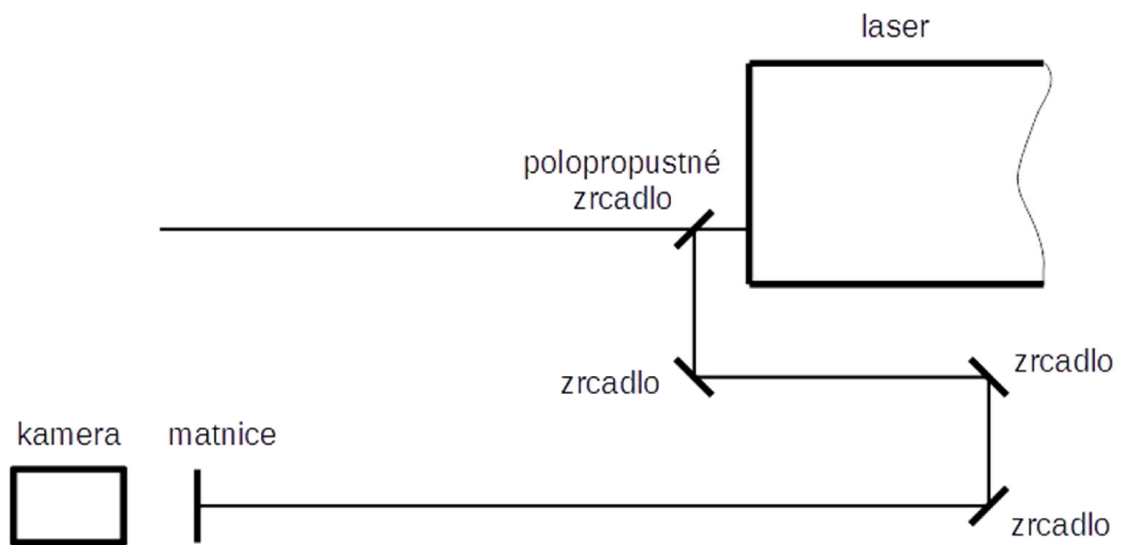 laser
polopropustné
zrcadlo
zrcadlo
zrcadlo
kamera
matnice
zrcadlo